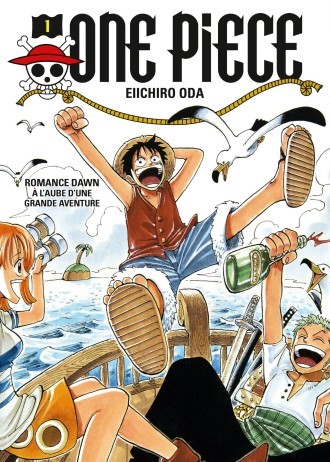 1
ONE PIECE
EIICHIRO ODA
ROMANCE DAWN
À L'AUBE D'UNE
GRANDE AVENTURE